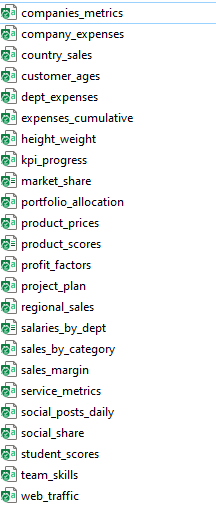 companies_metrics
company_expenses
country_sales
customer_ages
dept_expenses
expenses_cumulative
height_weight
kpi_progress
market_share
portfolio_allocation
product_prices
product_scores
profit_factors
project_plan
regional_sales
salaries_by_dept
sales_by_category
sales_margin
service_metrics
social_posts_daily
social_share
student_scores
team_skills
web_traffic